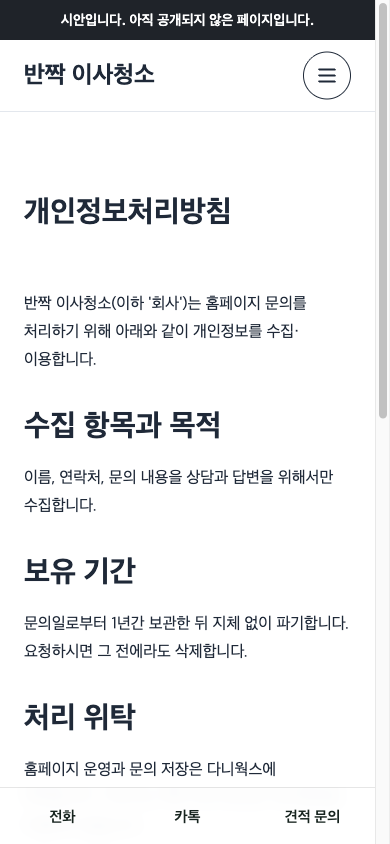 시안입니다. 아직 공개되지 않은 페이지입니다.
반짝 이사청소
개인정보처리방침
반짝 이사청소(이하 '회사')는 홈페이지 문의를
처리하기 위해 아래와 같이 개인정보를 수집·
이용합니다.
수집 항목과 목적
이름, 연락처, 문의 내용을 상담과 답변을 위해서만
수집합니다.
보유 기간
문의일로부터 1년간 보관한 뒤 지체 없이 파기합니다.
요청하시면 그 전에라도 삭제합니다.
처리 위탁
홈페이지 운영과 문의 저장은 다니웍스에
전화
카톡
견적 문의